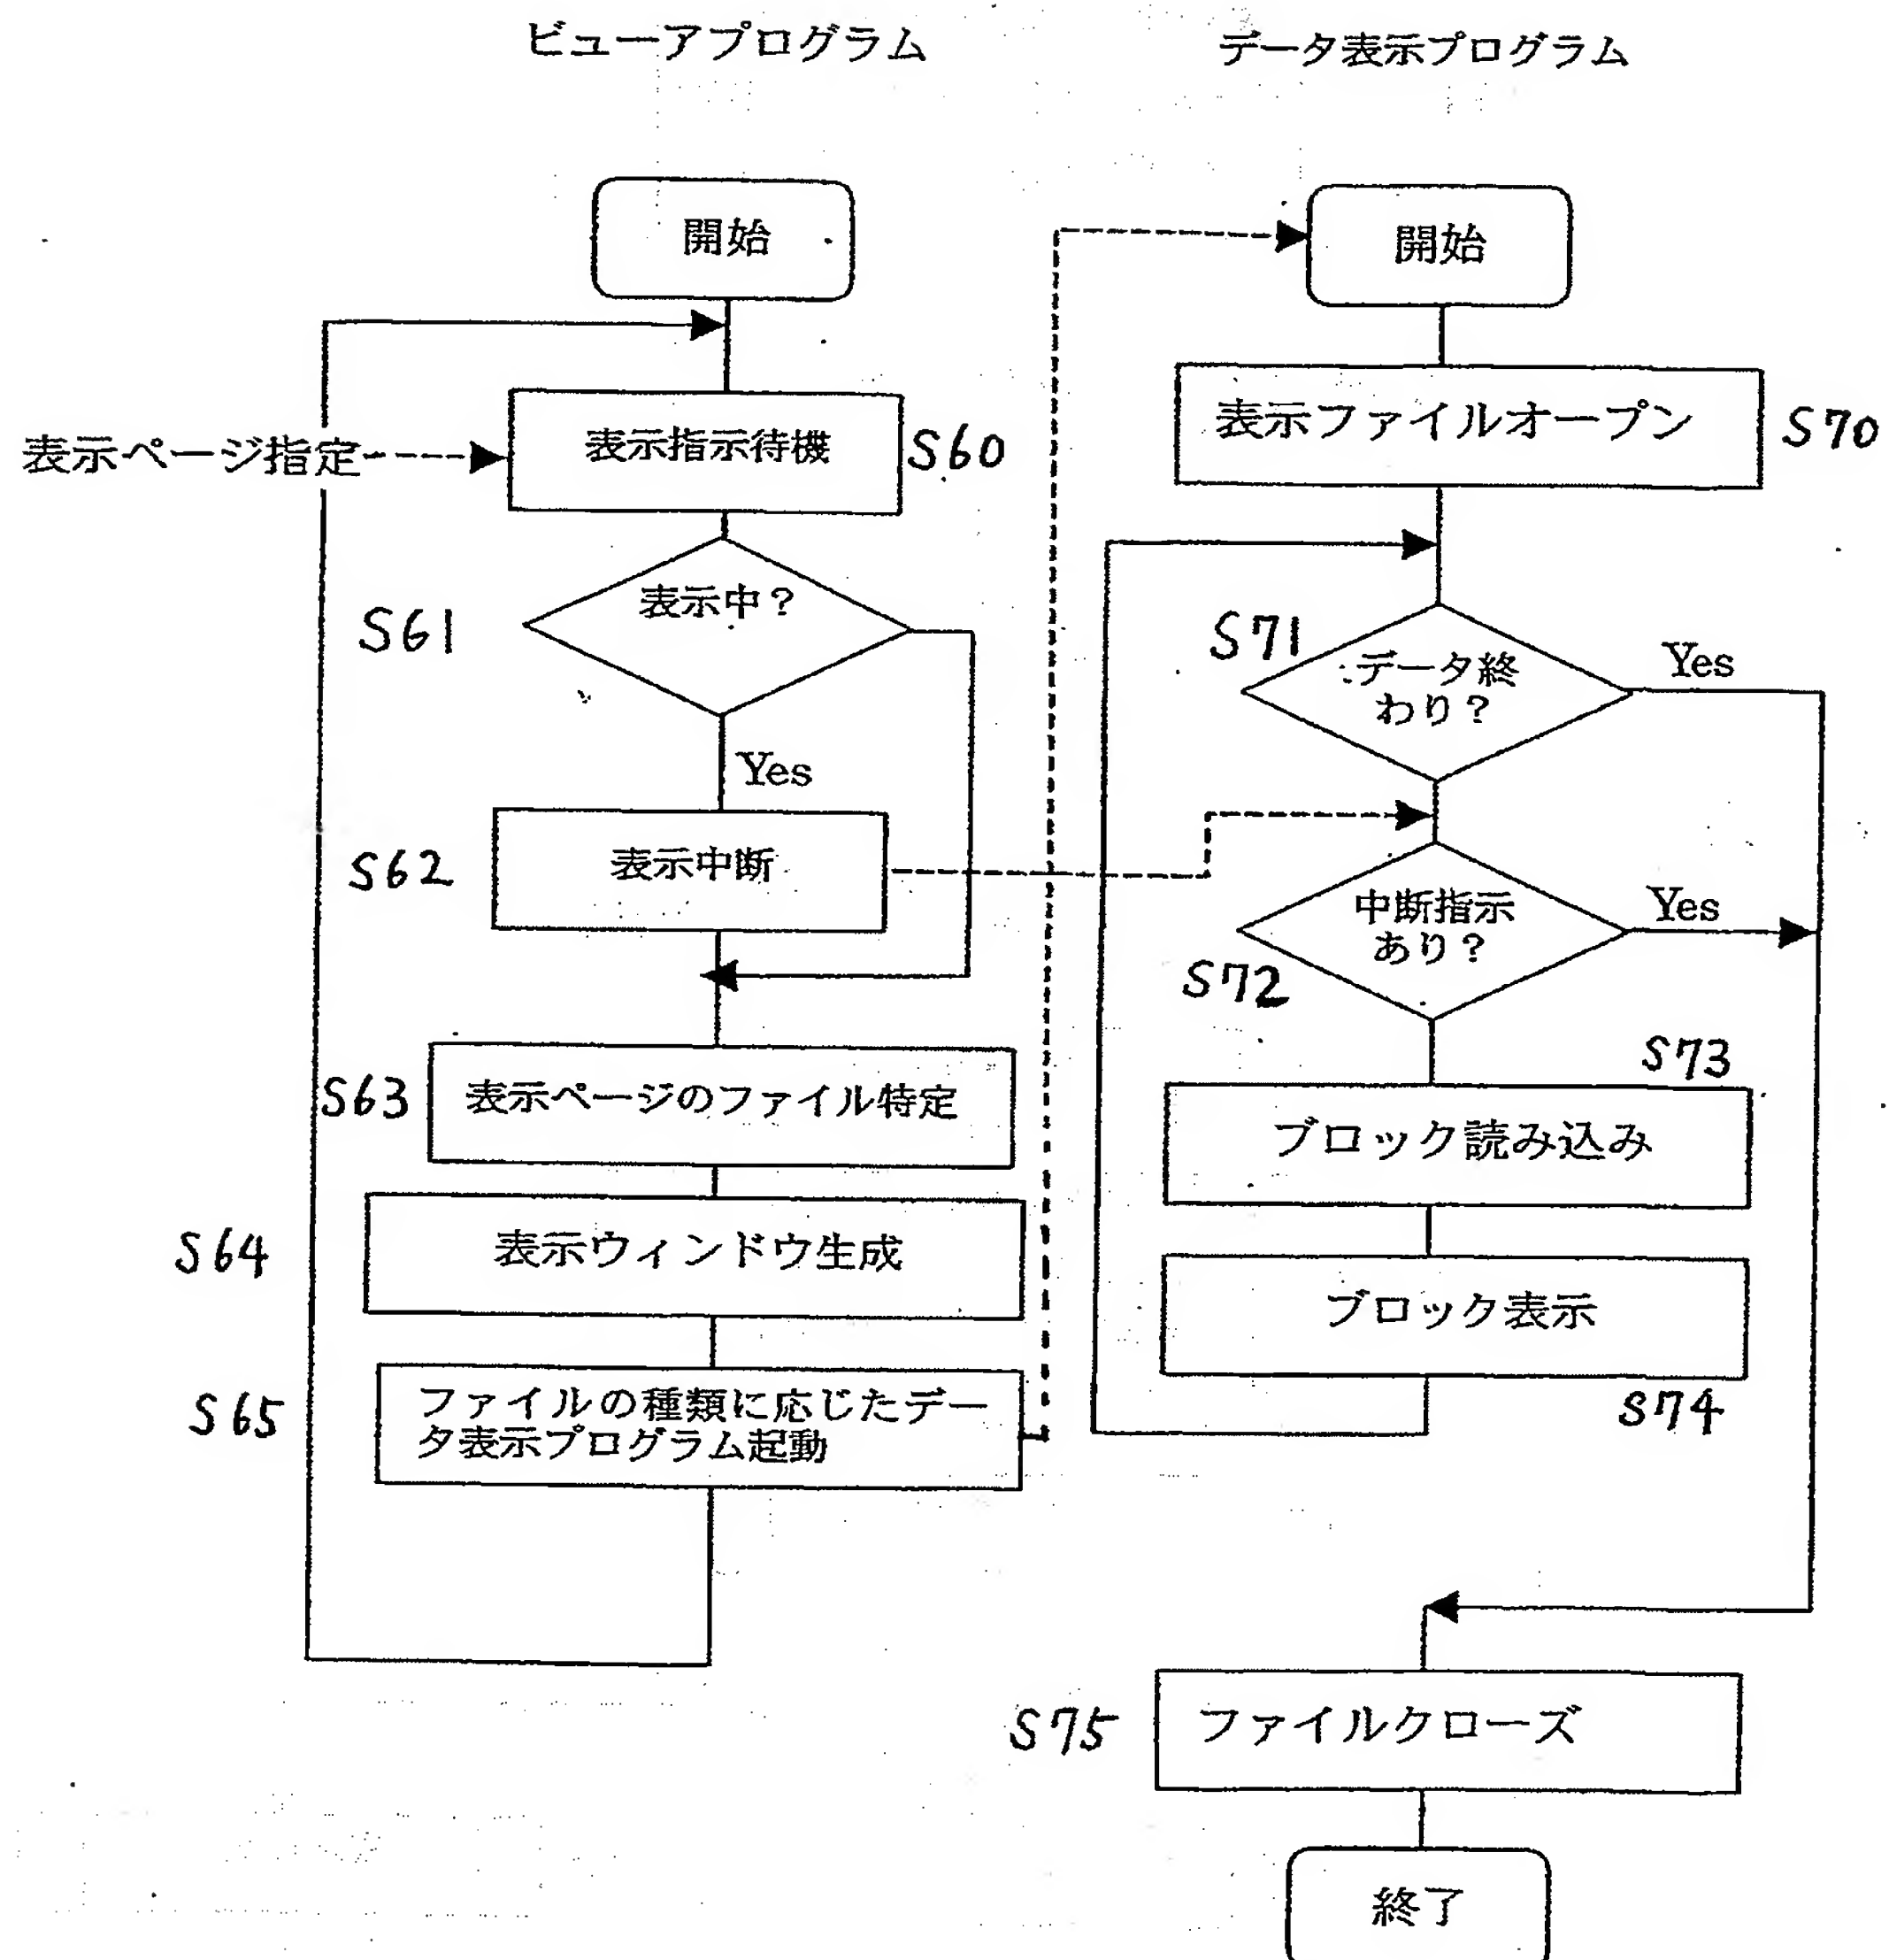 ビューアプログラム
データ表示プログラム
開始
表示ページ指定
表示指示待機
S60
表示中？
S61
Yes
表示中断
S62
S63
表示ページのファイル特定
S64
表示ウィンドウ生成
S65
ファイルの種類に応じたデー
タ表示プログラム起動
開始
表示ファイルオープン
S70
S71
データ終
わり？
Yes
中断指示
あり？
Yes
S72
S73
ブロック読み込み
ブロック表示
S74
S75
ファイルクローズ
終了